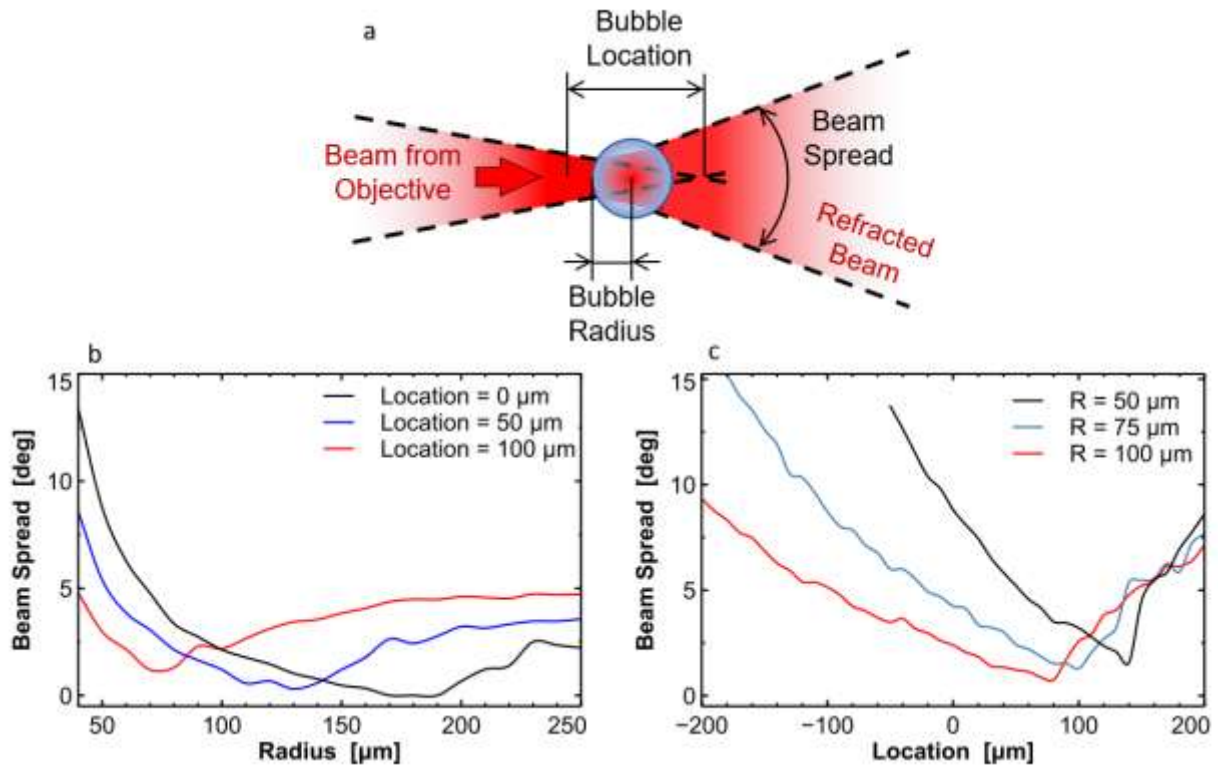 a
Bubble
Location
Beam from
Objective
Beam
Spread
Refracted
Beam
Bubble
Radius
b
15
10
5
0
50
100
150
200
250
Beam Spread [deg]
Radius [µm]
Location = 0 µm
Location = 50 µm
Location = 100 µm
c
15
10
5
0
−200
−100
0
100
200
Beam Spread [deg]
Location [µm]
R = 50 µm
R = 75 µm
R = 100 µm